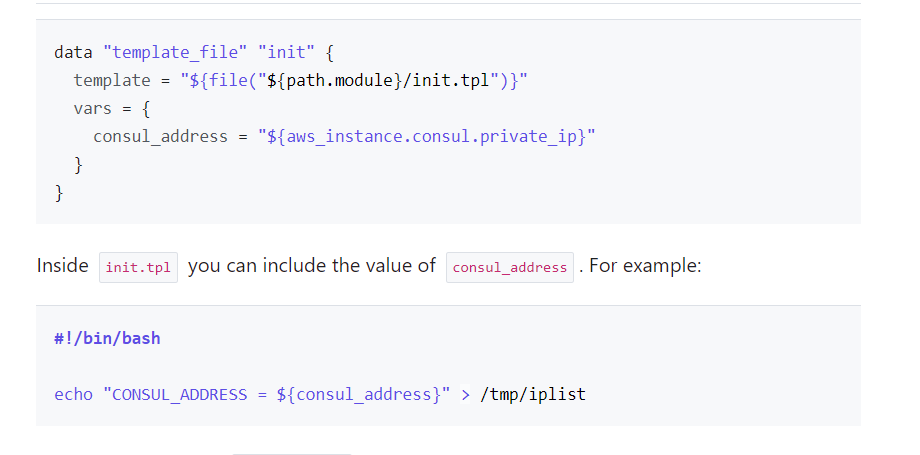 data "template_file" "init" {
  template = "${file("${path.module}/init.tpl")}"
  vars = {
    consul_address = "${aws_instance.consul.private_ip}"
  }
}
Inside init.tpl you can include the value of consul_address . For example:
#!/bin/bash
echo "CONSUL_ADDRESS = ${consul_address}" > /tmp/iplist